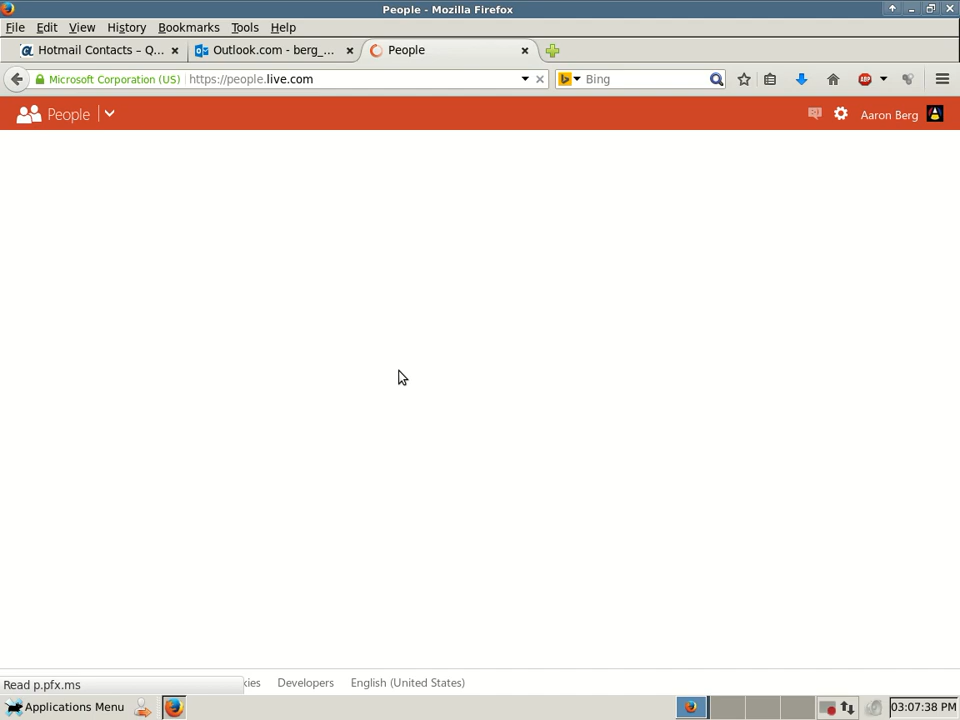 People - Mozilla Firefox
File Edit View History Bookmarks Tools Help
Hotmail Contacts – Q... Outlook.com - berg_... People
Microsoft Corporation (US) https://people.live.com Bing ABP
People Aaron Berg
Read p.pfx.ms kies Developers English (United States)
Applications Menu 03:07:38 PM